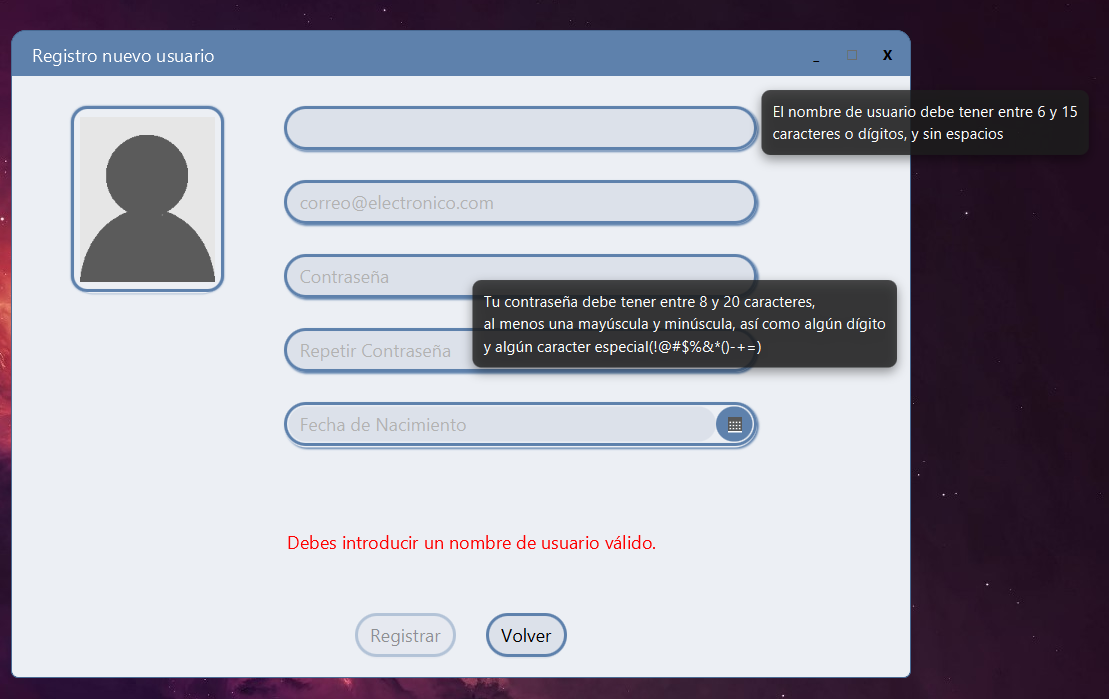 Registro nuevo usuario
_ □ X
El nombre de usuario debe tener entre 6 y 15
caracteres o dígitos, y sin espacios
correo@electronico.com
Contraseña
Tu contraseña debe tener entre 8 y 20 caracteres,
al menos una mayúscula y minúscula, así como algún dígito
y algún caracter especial(!@#$%&*()-+=)
Repetir Contraseña
Fecha de Nacimiento
Debes introducir un nombre de usuario válido.
Registrar
Volver